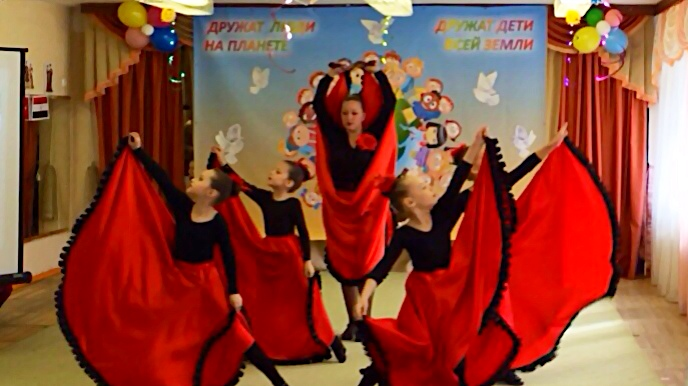 ДРУЖАТ ЛЮДИ
НА ПЛАНЕТЕ
ДРУЖАТ ДЕТИ
ВСЕЙ ЗЕМЛИ